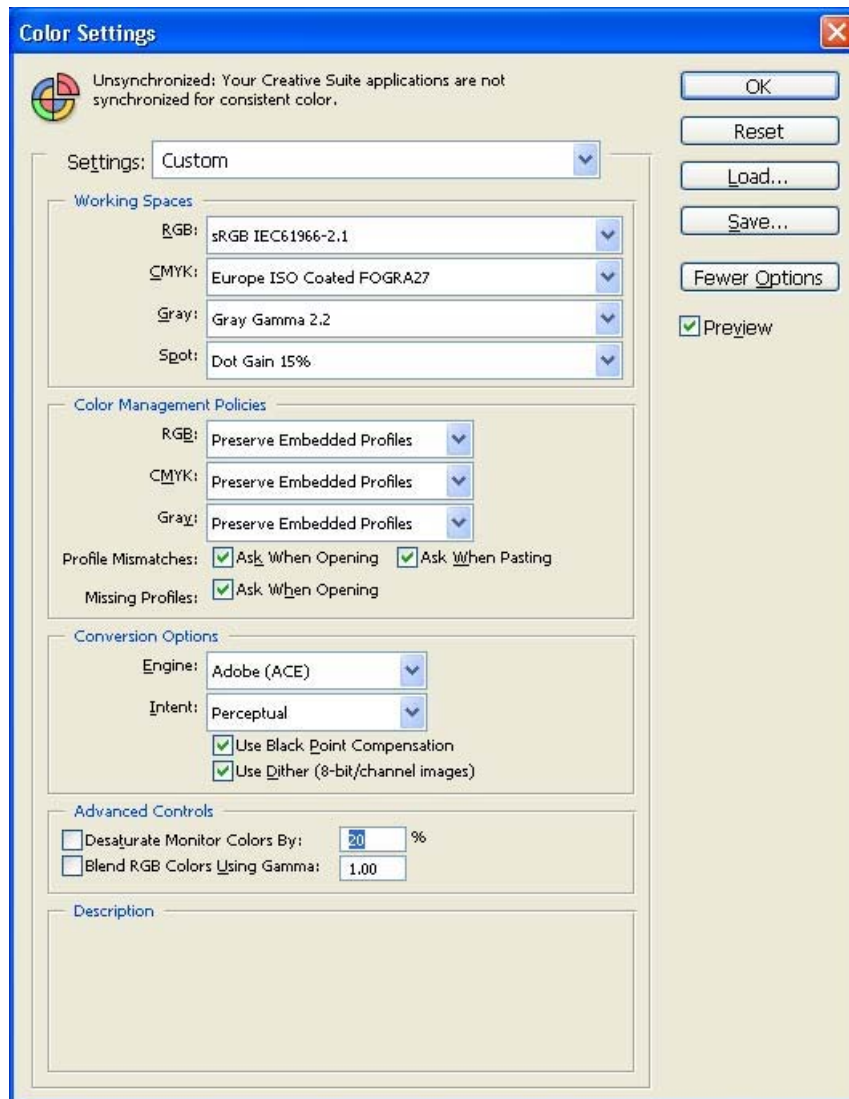 Color Settings
Unsynchronized: Your Creative Suite applications are not
synchronized for consistent color.
OK
Reset
Load...
Save...
Fewer Options
Preview
Settings: Custom
Working Spaces
RGB: sRGB IEC61966-2.1
CMYK: Europe ISO Coated FOGRA27
Gray: Gray Gamma 2.2
Spot: Dot Gain 15%
Color Management Policies
RGB: Preserve Embedded Profiles
CMYK: Preserve Embedded Profiles
Gray: Preserve Embedded Profiles
Profile Mismatches: Ask When Opening Ask When Pasting
Missing Profiles: Ask When Opening
Conversion Options
Engine: Adobe (ACE)
Intent: Perceptual
Use Black Point Compensation
Use Dither (8-bit/channel images)
Advanced Controls
Desaturate Monitor Colors By: 20 %
Blend RGB Colors Using Gamma: 1.00
Description